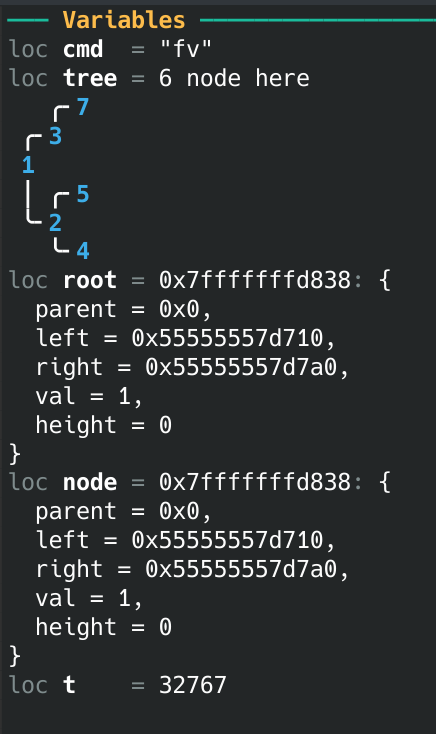 Variables
loc cmd  = "fv"
loc tree = 6 node here
7
3
1
5
2
4
loc root = 0x7fffffffd838: {
  parent = 0x0,
  left = 0x55555557d710,
  right = 0x55555557d7a0,
  val = 1,
  height = 0
}
loc node = 0x7fffffffd838: {
  parent = 0x0,
  left = 0x55555557d710,
  right = 0x55555557d7a0,
  val = 1,
  height = 0
}
loc t    = 32767